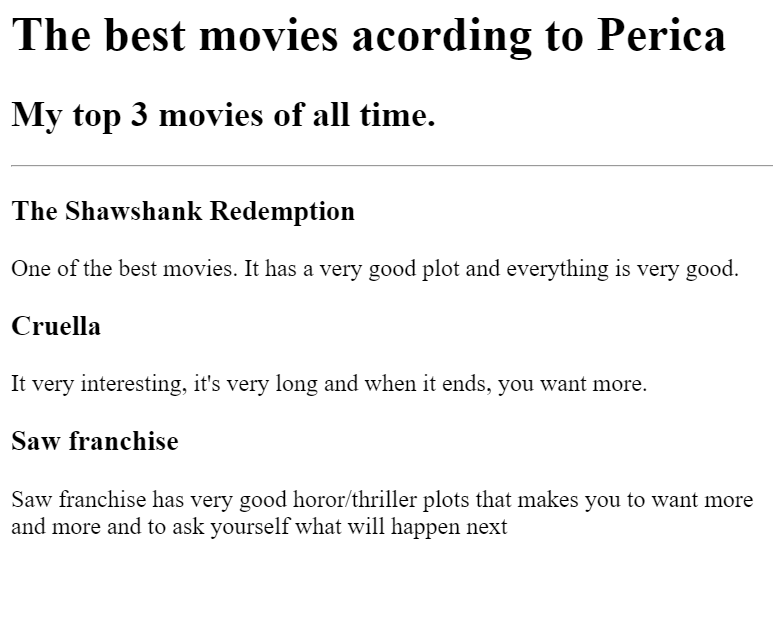 The best movies acording to Perica
My top 3 movies of all time.
The Shawshank Redemption
One of the best movies. It has a very good plot and everything is very good.
Cruella
It very interesting, it's very long and when it ends, you want more.
Saw franchise
Saw franchise has very good horor/thriller plots that makes you to want more
and more and to ask yourself what will happen next